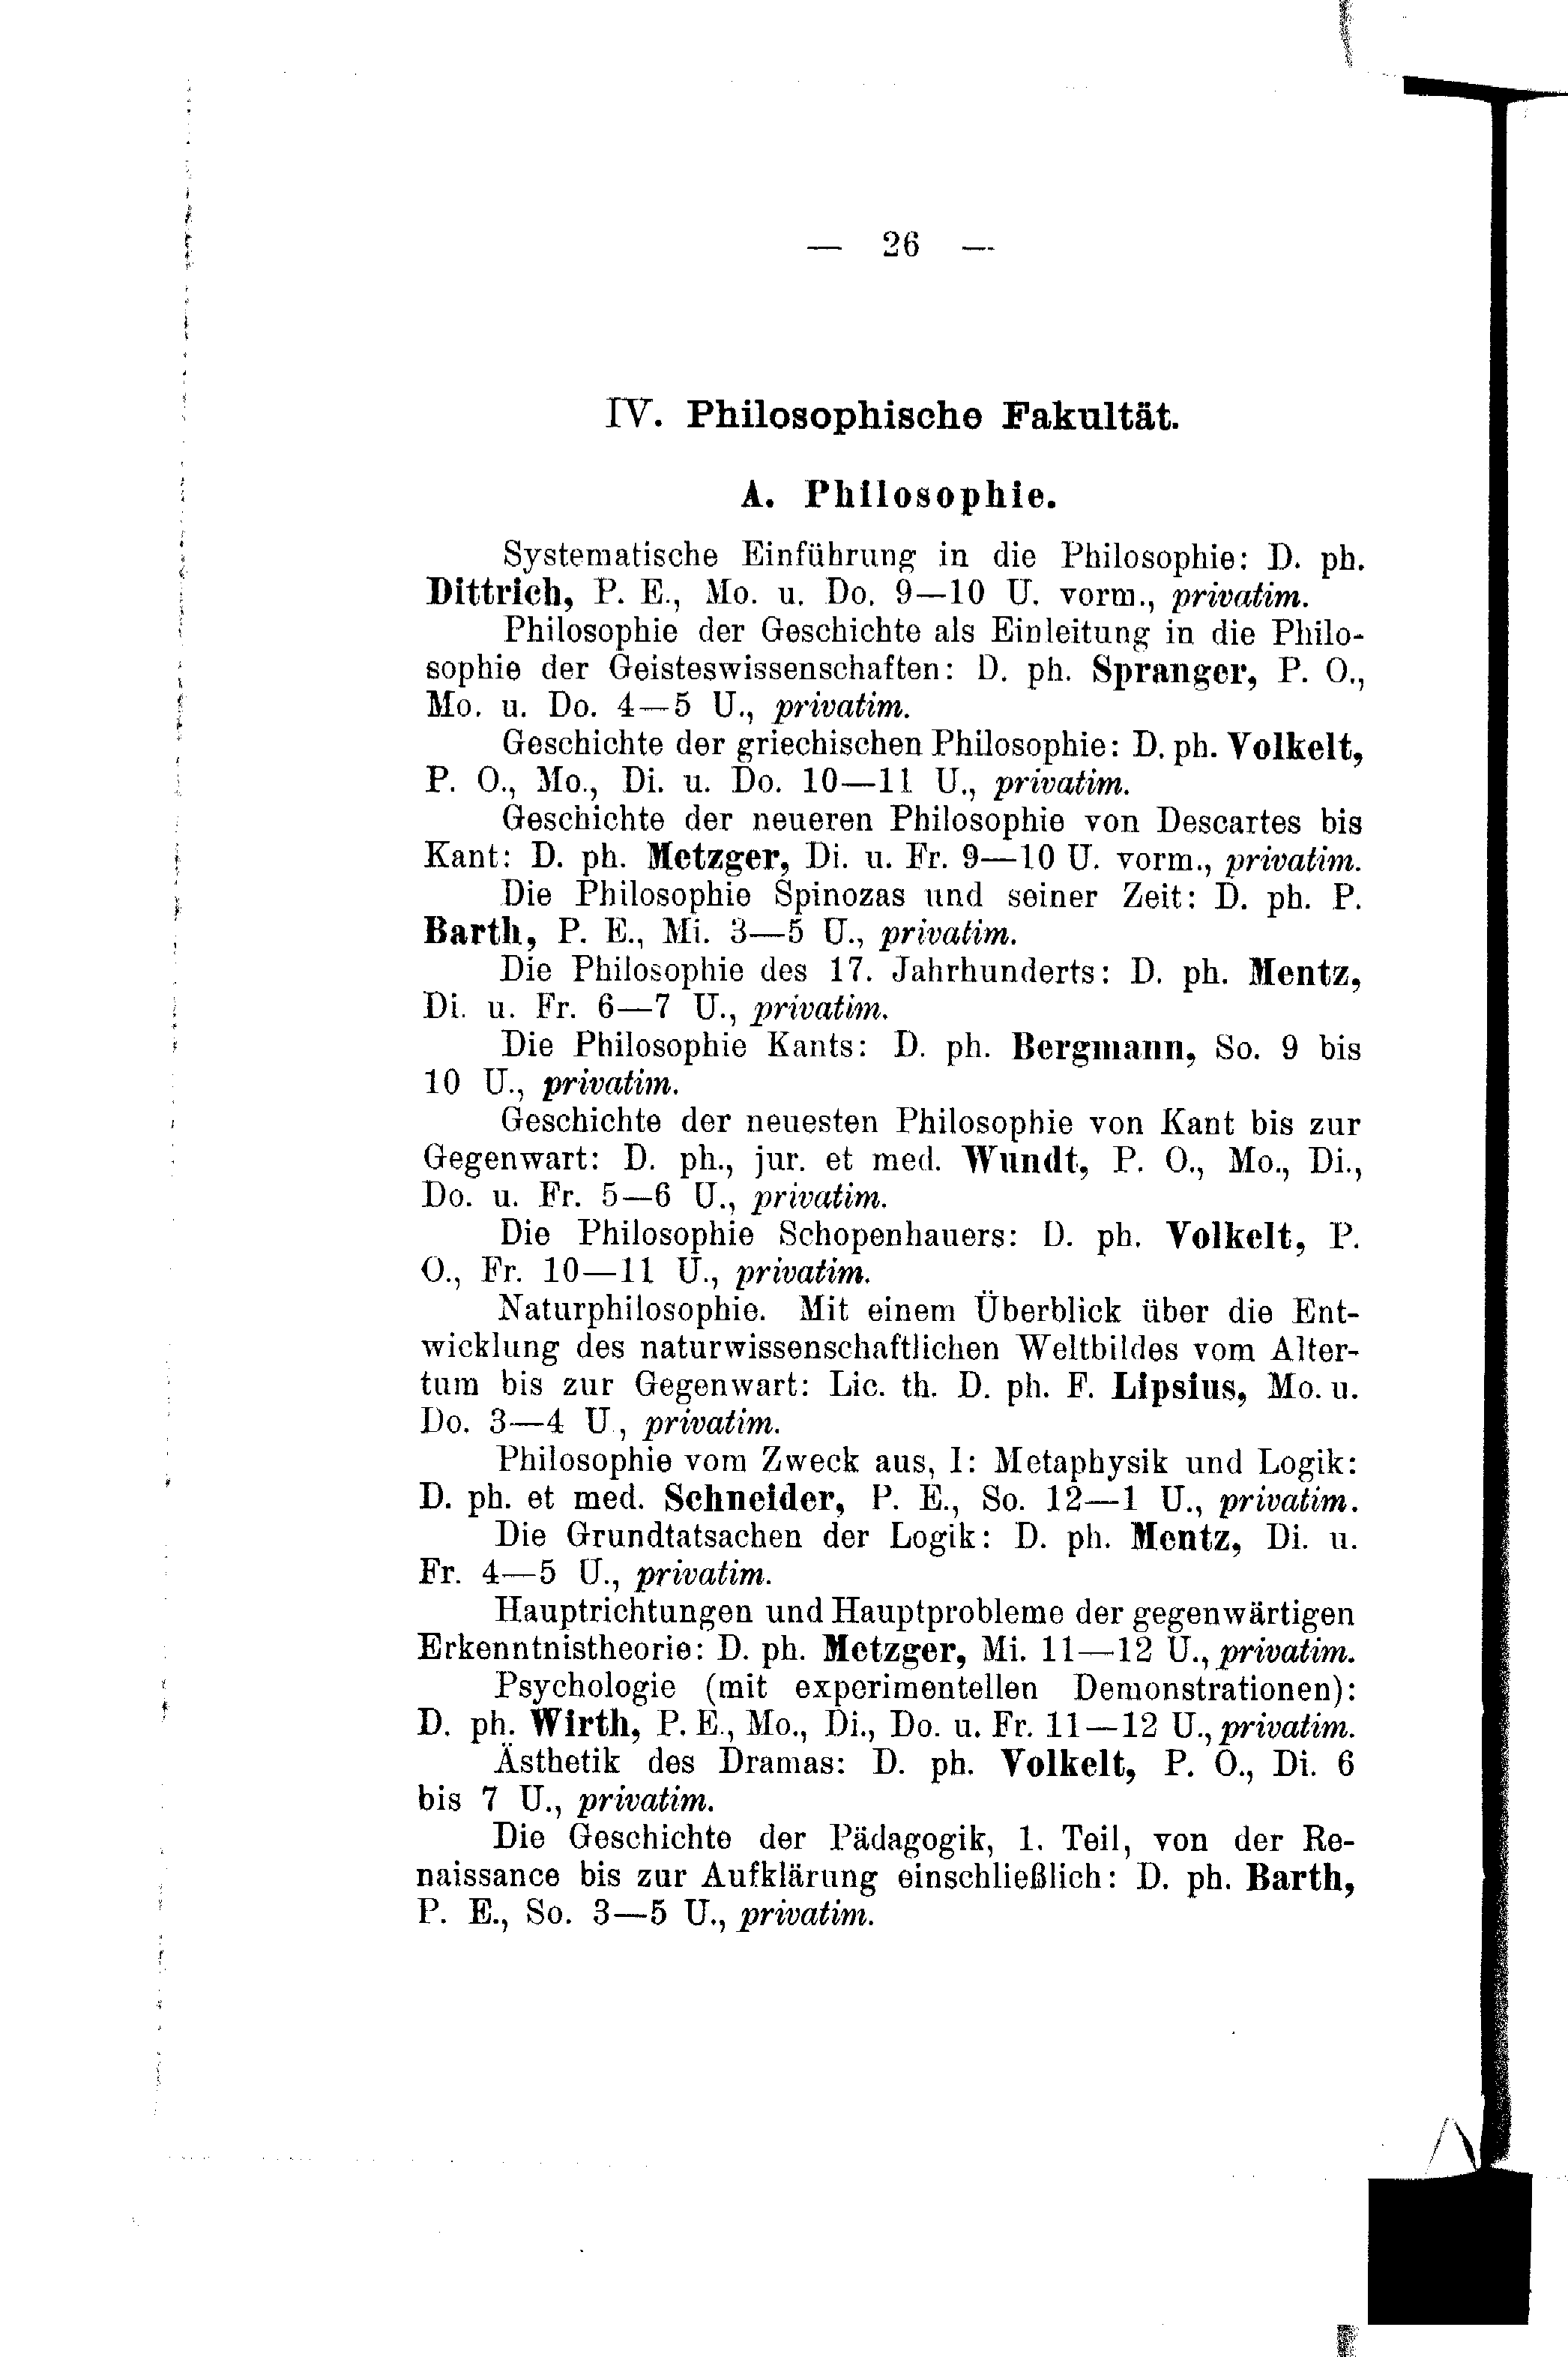 — 26 —
IV. Philosophische Fakultät.
A. Philosophie.
Systematische Einführung in die Philosophie: D. ph.
Dittrich, P. E., Mo. u. Do. 9—10 U. vorm., privatim.
Philosophie der Geschichte als Einleitung in die Philo-
sophie der Geisteswissenschaften: D. ph. Spranger, P. O.,
Mo. u. Do. 4—5 U., privatim.
Geschichte der griechischen Philosophie: D. ph. Volkelt,
P. O., Mo., Di. u. Do. 10—11 U., privatim.
Geschichte der neueren Philosophie von Descartes bis
Kant: D. ph. Metzger, Di. u. Fr. 9—10 U. vorm., privatim.
Die Philosophie Spinozas und seiner Zeit: D. ph. P.
Barth, P. E., Mi. 3—5 U., privatim.
Die Philosophie des 17. Jahrhunderts: D. ph. Mentz,
Di. u. Fr. 6—7 U., privatim.
Die Philosophie Kants: D. ph. Bergmann, So. 9 bis
10 U., privatim.
Geschichte der neuesten Philosophie von Kant bis zur
Gegenwart: D. ph., jur. et med. Wundt, P. O., Mo., Di.,
Do. u. Fr. 5—6 U., privatim.
Die Philosophie Schopenhauers: D. ph. Volkelt, P.
O., Fr. 10—11 U., privatim.
Naturphilosophie. Mit einem Überblick über die Ent-
wicklung des naturwissenschaftlichen Weltbildes vom Alter-
tum bis zur Gegenwart: Lic. th. D. ph. F. Lipsius, Mo. u.
Do. 3—4 U., privatim.
Philosophie vom Zweck aus, I: Metaphysik und Logik:
D. ph. et med. Schneider, P. E., So. 12—1 U., privatim.
Die Grundtatsachen der Logik: D. ph. Mentz, Di. u.
Fr. 4—5 U., privatim.
Hauptrichtungen und Hauptprobleme der gegenwärtigen
Erkenntnistheorie: D. ph. Metzger, Mi. 11—12 U., privatim.
Psychologie (mit experimentellen Demonstrationen):
D. ph. Wirth, P. E., Mo., Di., Do. u. Fr. 11—12 U., privatim.
Ästhetik des Dramas: D. ph. Volkelt, P. O., Di. 6
bis 7 U., privatim.
Die Geschichte der Pädagogik, 1. Teil, von der Re-
naissance bis zur Aufklärung einschließlich: D. ph. Barth,
P. E., So. 3—5 U., privatim.